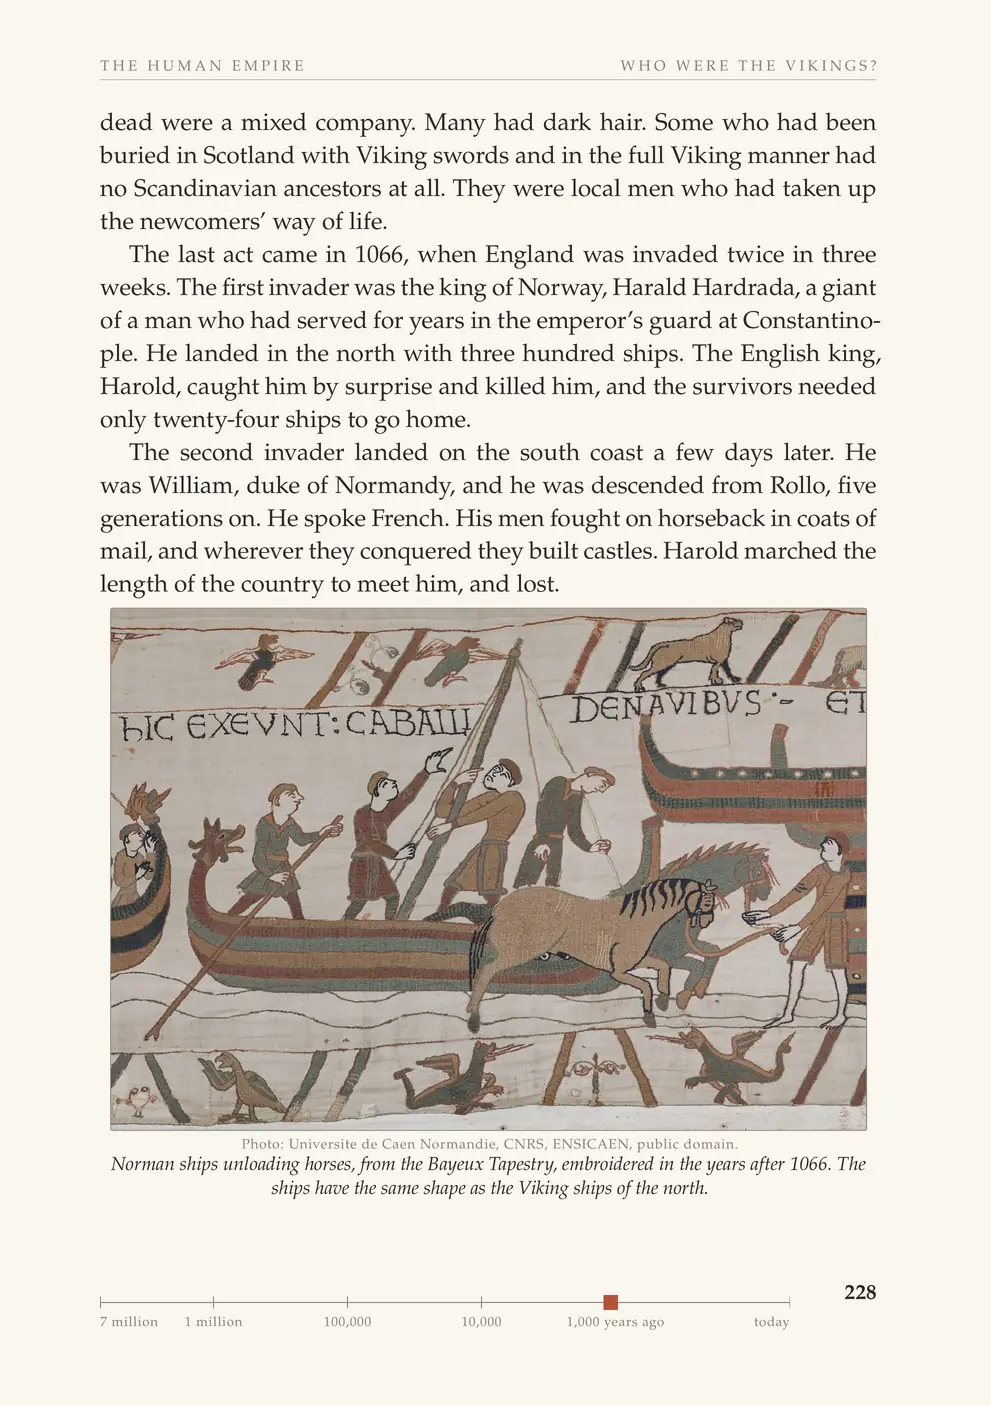 THE HUMAN EMPIRE
WHO WERE THE VIKINGS?
dead were a mixed company. Many had dark hair. Some who had been
buried in Scotland with Viking swords and in the full Viking manner had
no Scandinavian ancestors at all. They were local men who had taken up
the newcomers’ way of life.
The last act came in 1066, when England was invaded twice in three
weeks. The first invader was the king of Norway, Harald Hardrada, a giant
of a man who had served for years in the emperor’s guard at Constantino-
ple. He landed in the north with three hundred ships. The English king,
Harold, caught him by surprise and killed him, and the survivors needed
only twenty-four ships to go home.
The second invader landed on the south coast a few days later. He
was William, duke of Normandy, and he was descended from Rollo, five
generations on. He spoke French. His men fought on horseback in coats of
mail, and wherever they conquered they built castles. Harold marched the
length of the country to meet him, and lost.
hIC EXEVNT: CABALLI
DENAVIBVS:- ET
Photo: Universite de Caen Normandie, CNRS, ENSICAEN, public domain.
Norman ships unloading horses, from the Bayeux Tapestry, embroidered in the years after 1066. The
ships have the same shape as the Viking ships of the north.
228
7 million 1 million 100,000 10,000 1,000 years ago today